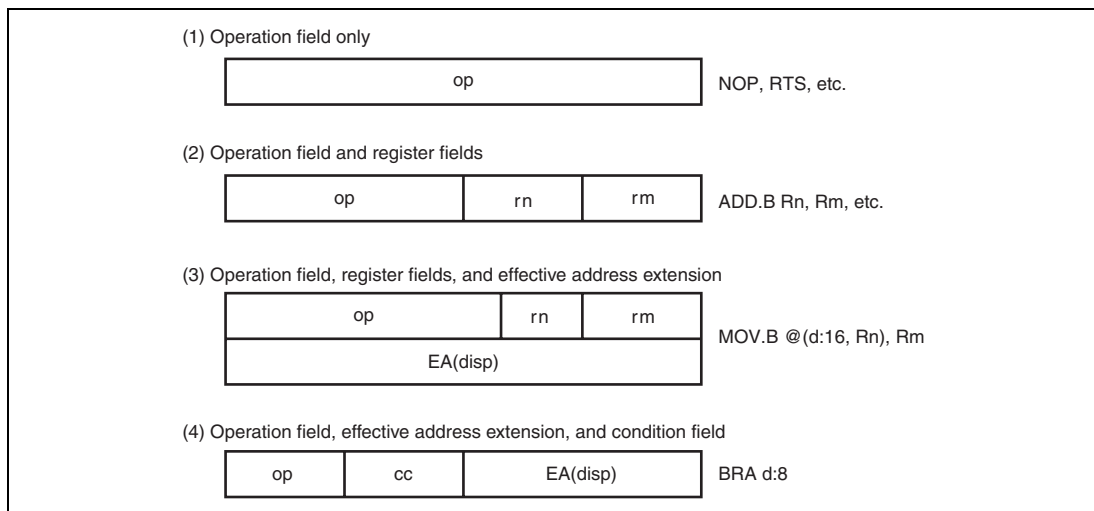 (1) Operation field only
op
NOP, RTS, etc.
(2) Operation field and register fields
op rn rm
ADD.B Rn, Rm, etc.
(3) Operation field, register fields, and effective address extension
op rn rm
EA(disp)
MOV.B @(d:16, Rn), Rm
(4) Operation field, effective address extension, and condition field
op cc EA(disp)
BRA d:8